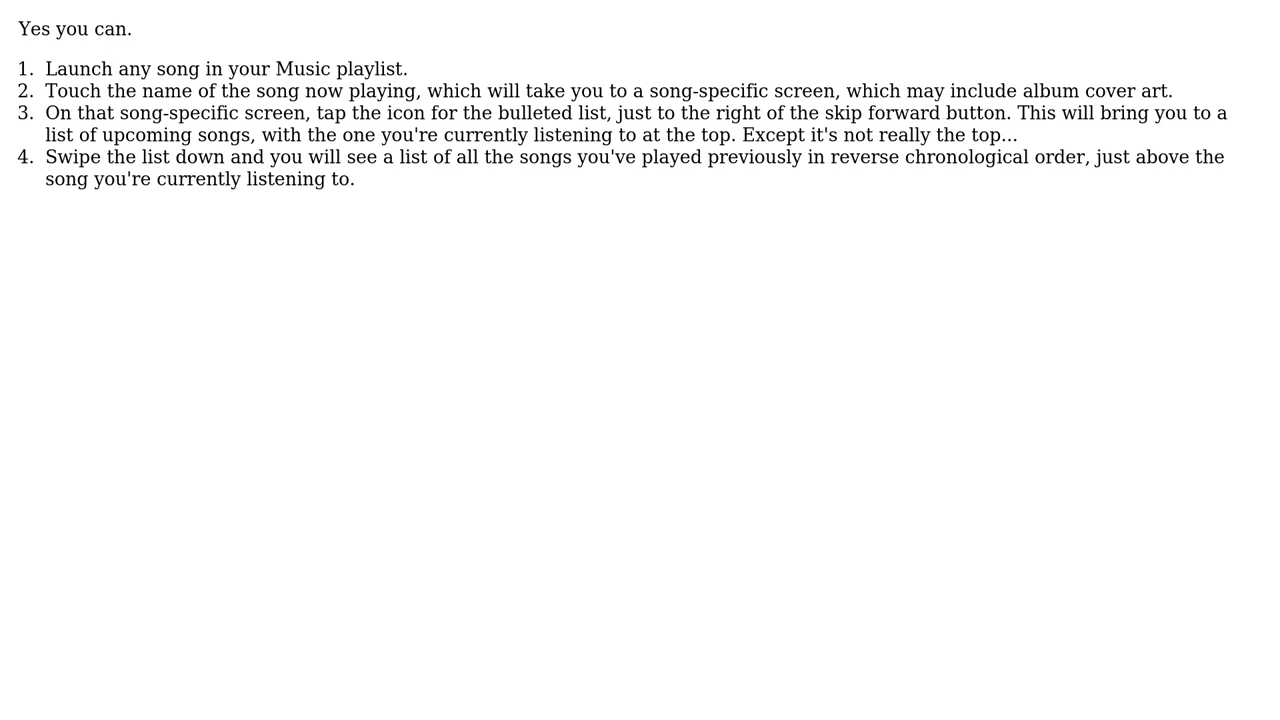 Yes you can.
1. Launch any song in your Music playlist.
2. Touch the name of the song now playing, which will take you to a song-specific screen, which may include album cover art.
3. On that song-specific screen, tap the icon for the bulleted list, just to the right of the skip forward button. This will bring you to a
list of upcoming songs, with the one you're currently listening to at the top. Except it's not really the top...
4. Swipe the list down and you will see a list of all the songs you've played previously in reverse chronological order, just above the
song you're currently listening to.